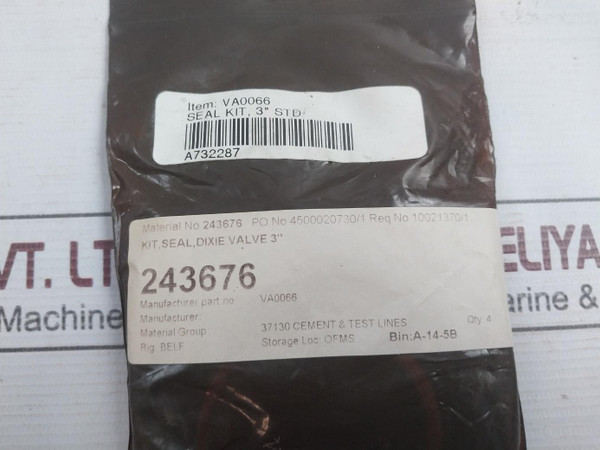 Item: VA0066
SEAL KIT, 3" STD
A732287
Material No 243676 PO No 4500020730/1 Req No 10021370/1
KIT,SEAL,DIXIE VALVE 3"
243676
Manufacturer part no: VA0066
Manufacturer:
Material Group: 37130 CEMENT & TEST LINES Qty 4
Rig: BELF Storage Loc: OFMS Bin:A-14-5B
VT. LT
ELIYA
Machine
arine &